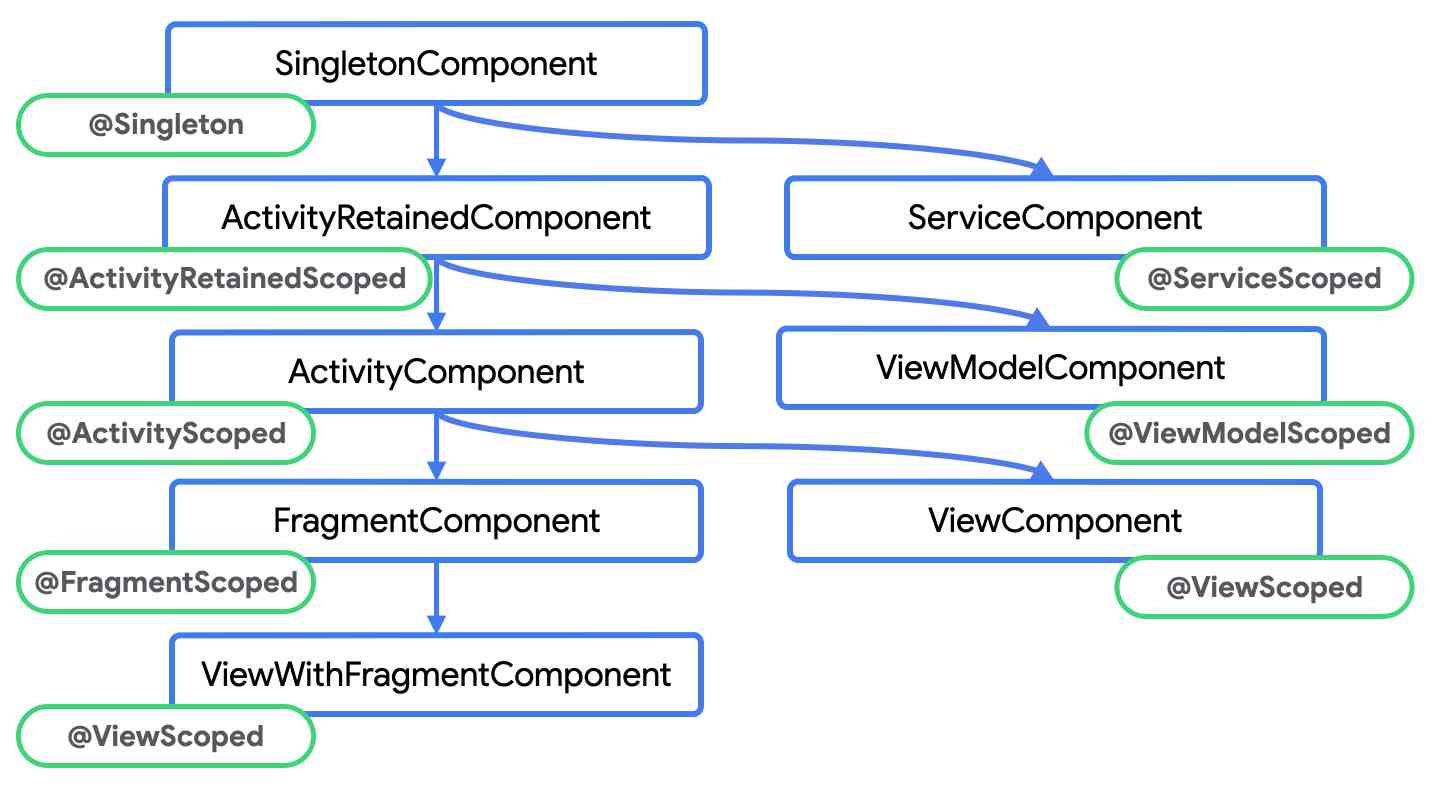 SingletonComponent
@Singleton
ActivityRetainedComponent
ServiceComponent
@ActivityRetainedScoped
@ServiceScoped
ActivityComponent
ViewModelComponent
@ActivityScoped
@ViewModelScoped
FragmentComponent
ViewComponent
@FragmentScoped
@ViewScoped
ViewWithFragmentComponent
@ViewScoped